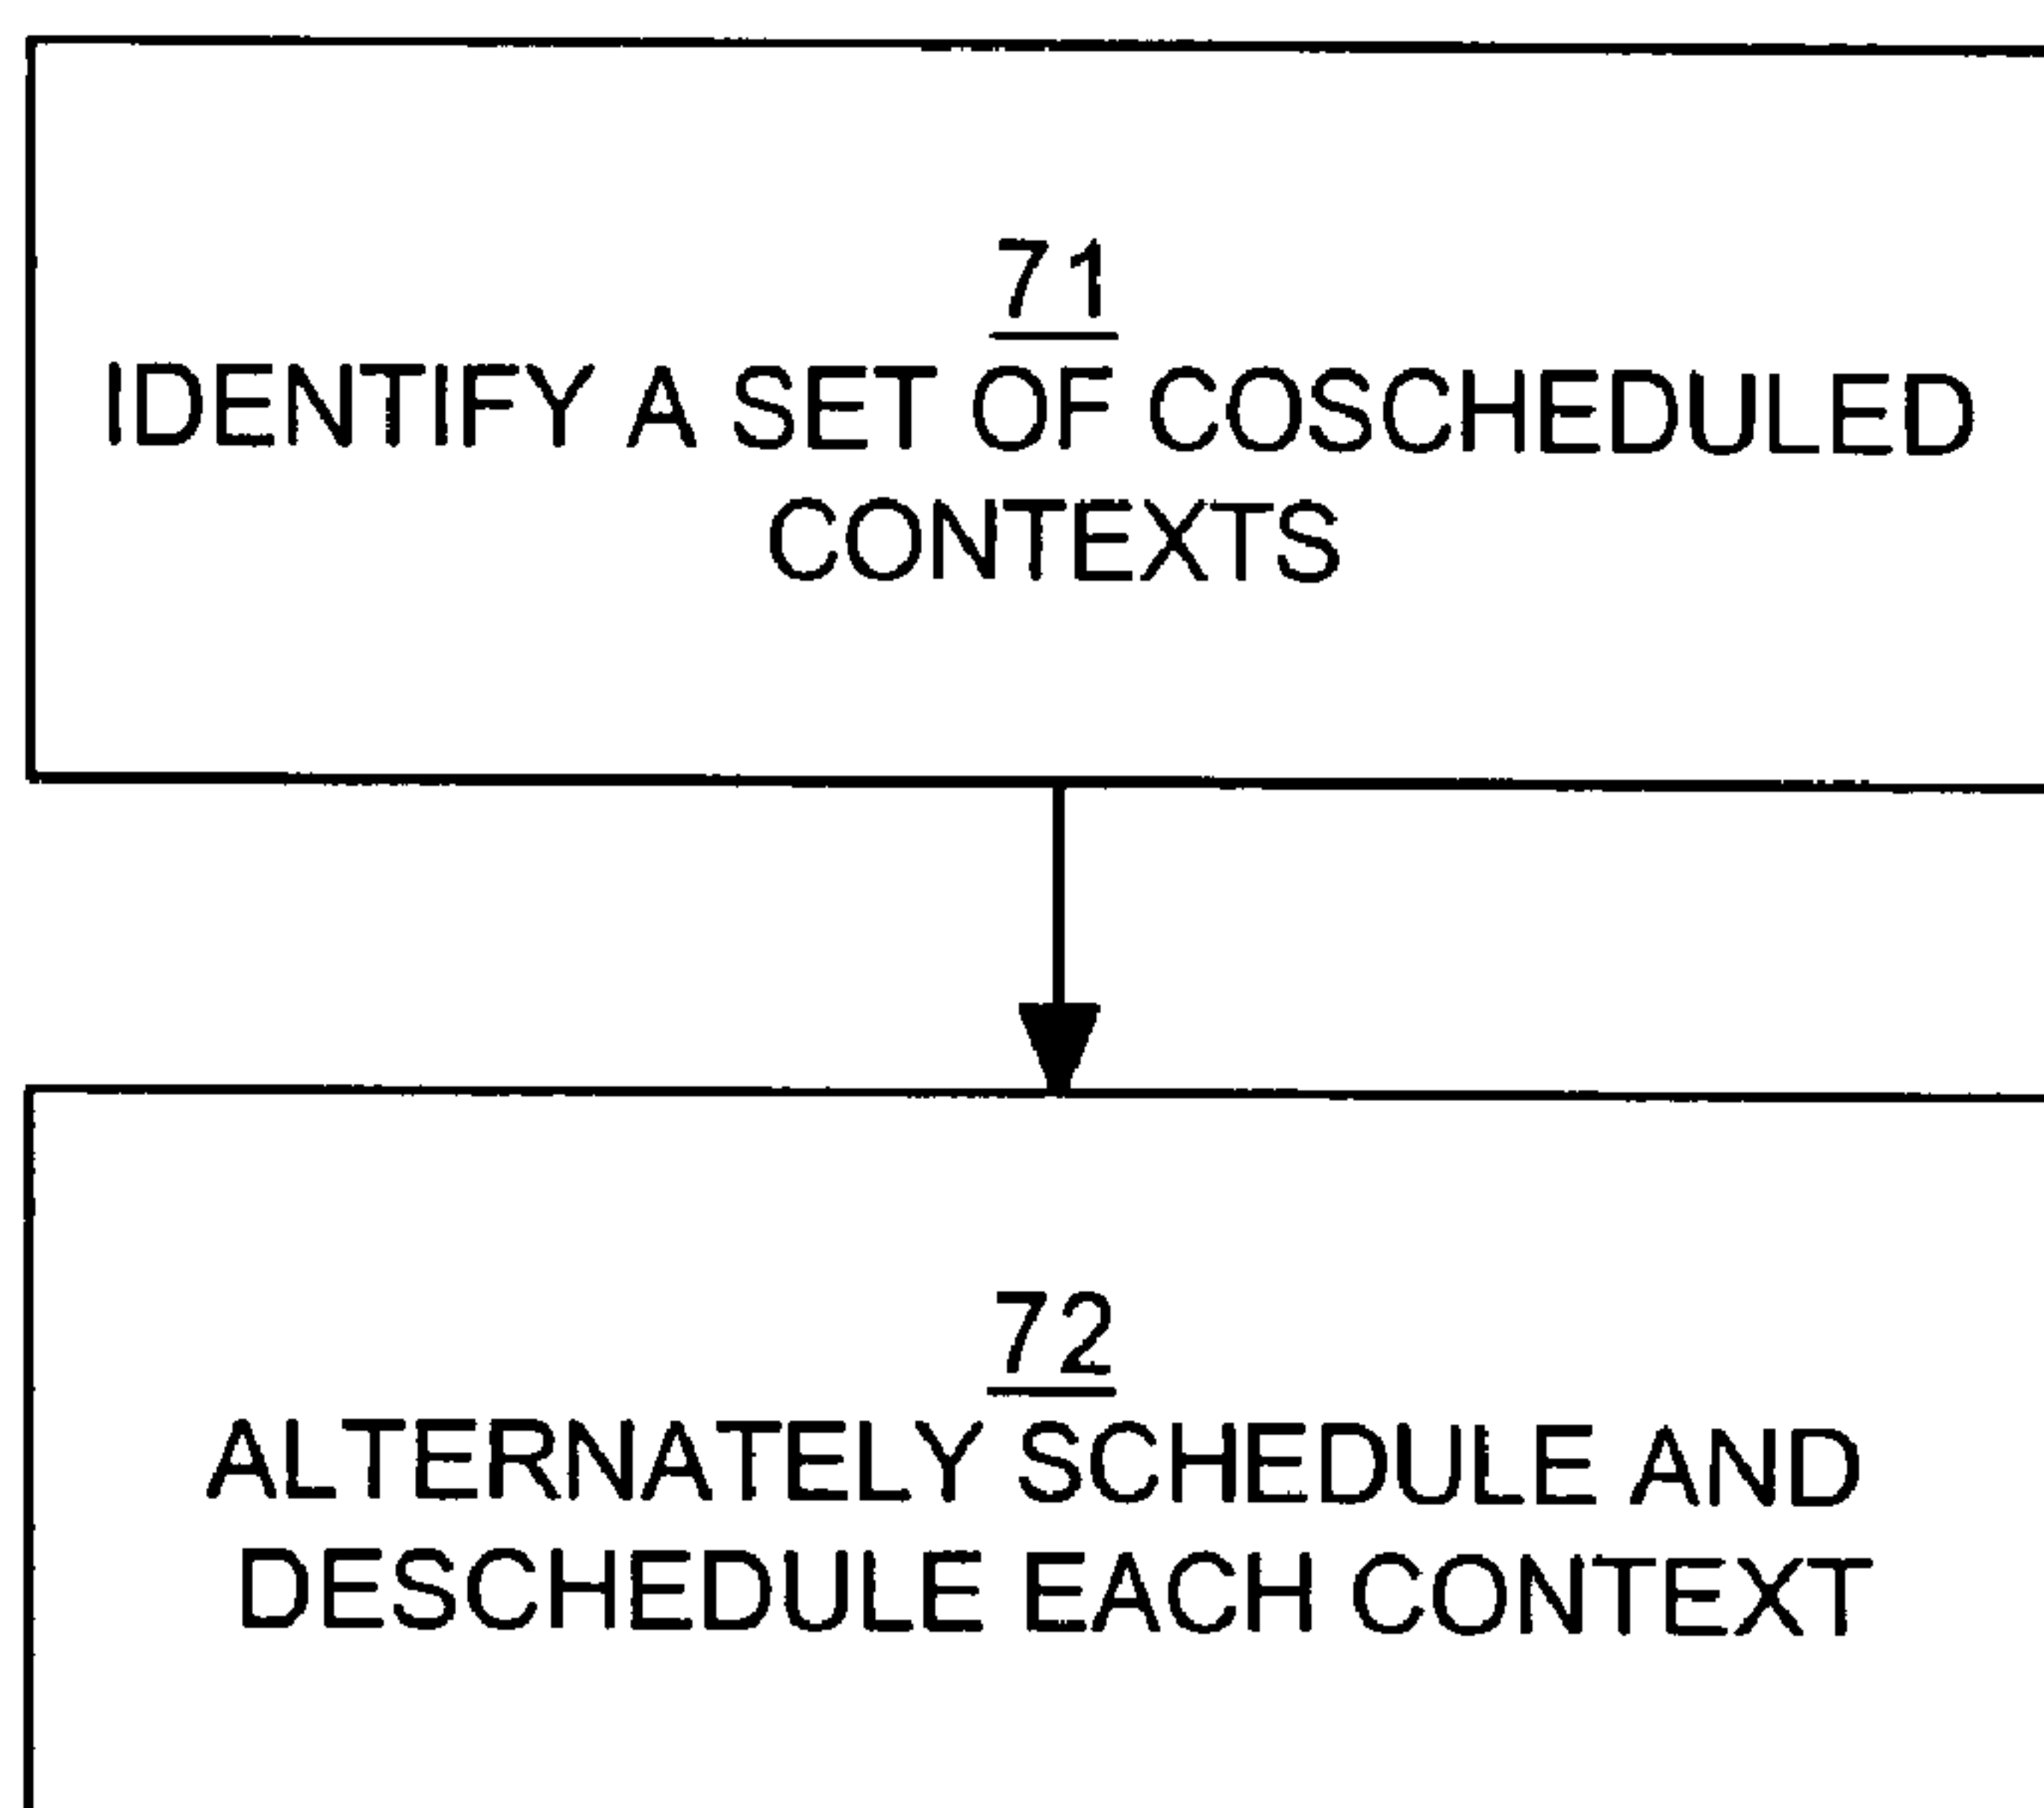 71
IDENTIFY A SET OF COSCHEDULED
CONTEXTS
72
ALTERNATELY SCHEDULE AND
DESCHEDULE EACH CONTEXT